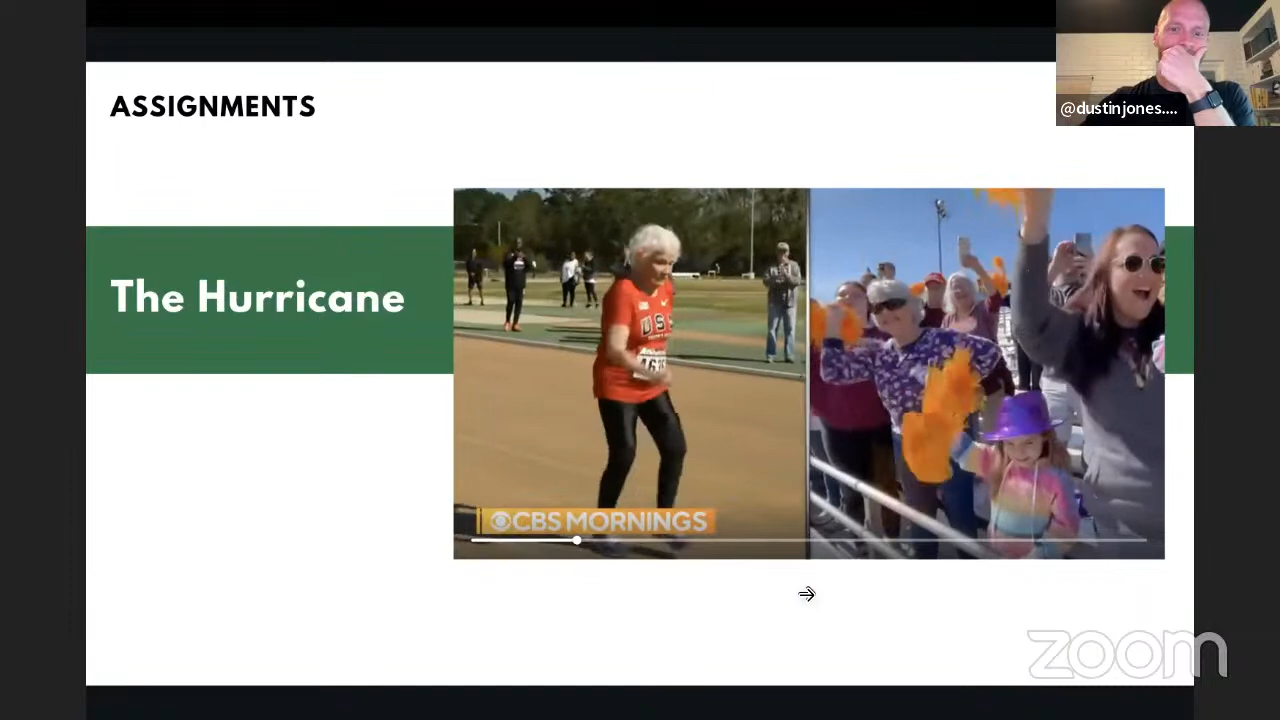 ASSIGNMENTS
@dustinjones....
The Hurricane
USA
CBS MORNINGS
zoom